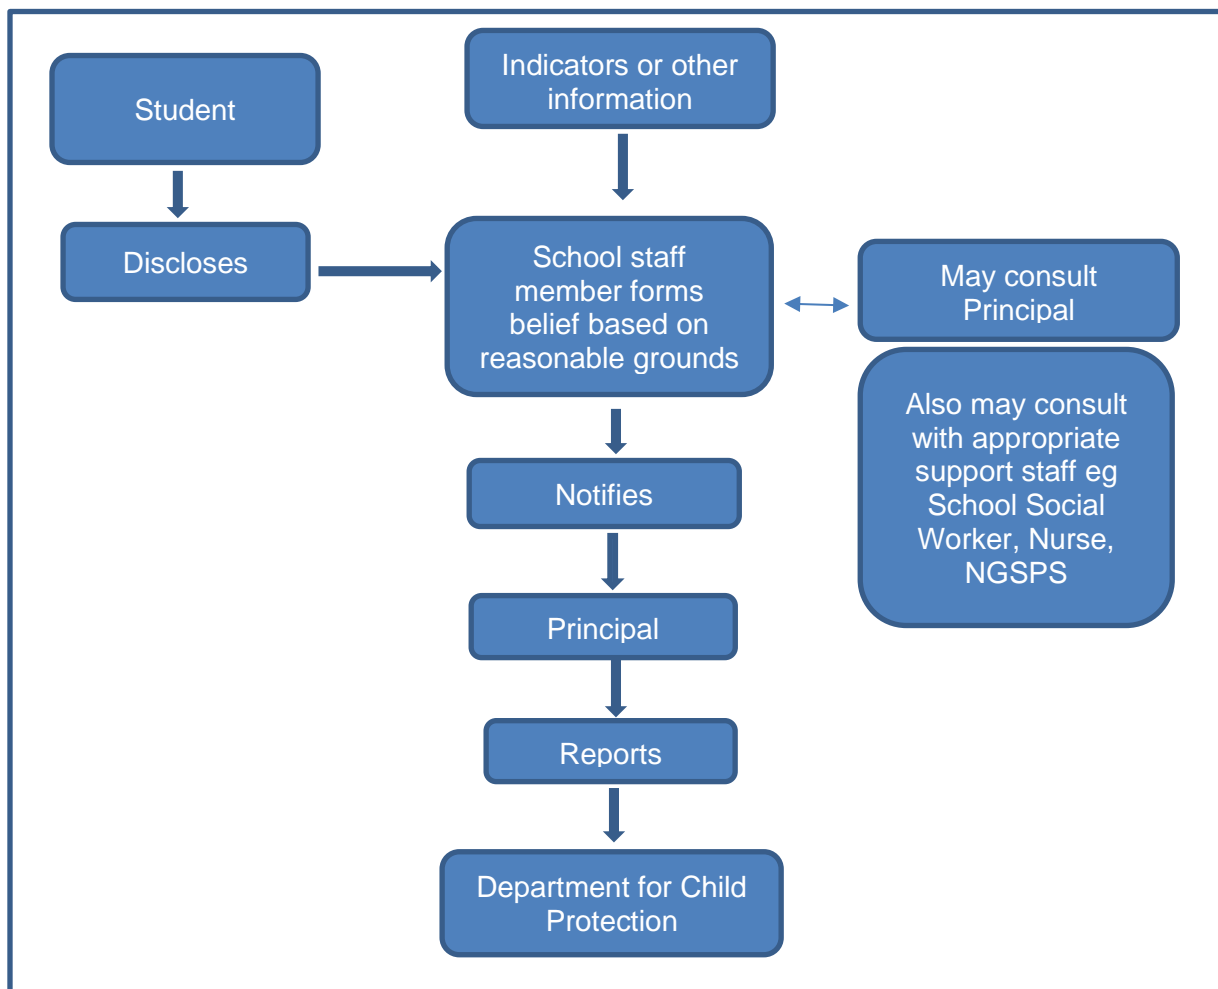 Student
Indicators or other
information
Discloses
School staff
member forms
belief based on
reasonable grounds
May consult
Principal
Also may consult
with appropriate
support staff eg
School Social
Worker, Nurse,
NGSPS
Notifies
Principal
Reports
Department for Child
Protection